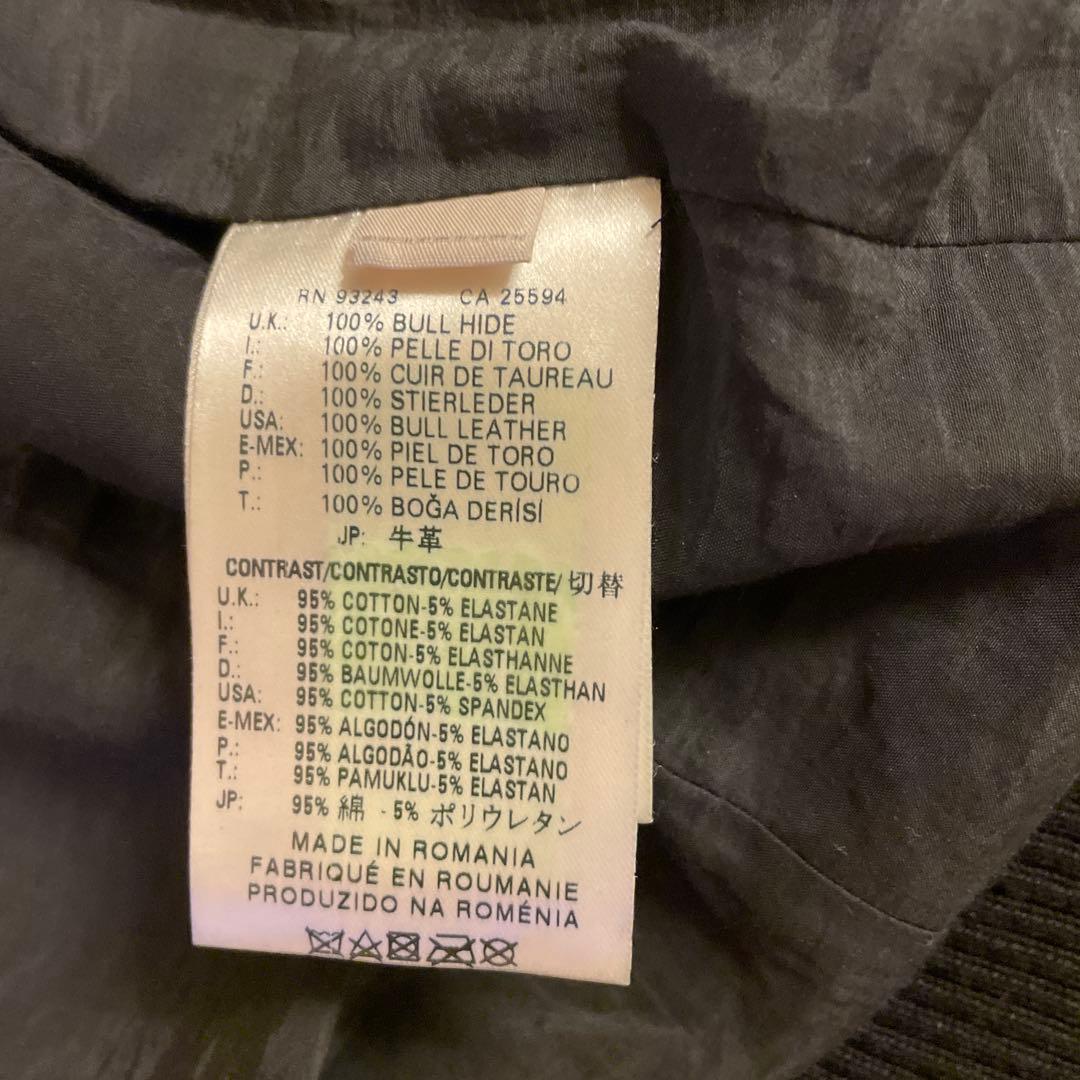 RN 93243 CA 25594
U.K.: 100% BULL HIDE
I.: 100% PELLE DI TORO
F.: 100% CUIR DE TAUREAU
D.: 100% STIERLEDER
USA: 100% BULL LEATHER
E-MEX: 100% PIEL DE TORO
P.: 100% PELE DE TOURO
T.: 100% BOĞA DERİSİ
JP: 牛革
CONTRAST/CONTRASTO/CONTRASTE/切替
U.K.: 95% COTTON-5% ELASTANE
I.: 95% COTONE-5% ELASTAN
F.: 95% COTON-5% ELASTHANNE
D.: 95% BAUMWOLLE-5% ELASTHAN
USA: 95% COTTON-5% SPANDEX
E-MEX: 95% ALGODÓN-5% ELASTANO
P.: 95% ALGODÃO-5% ELASTANO
T.: 95% PAMUKLU-5% ELASTAN
JP: 95% 綿 - 5% ポリウレタン
MADE IN ROMANIA
FABRIQUÉ EN ROUMANIE
PRODUZIDO NA ROMÉNIA